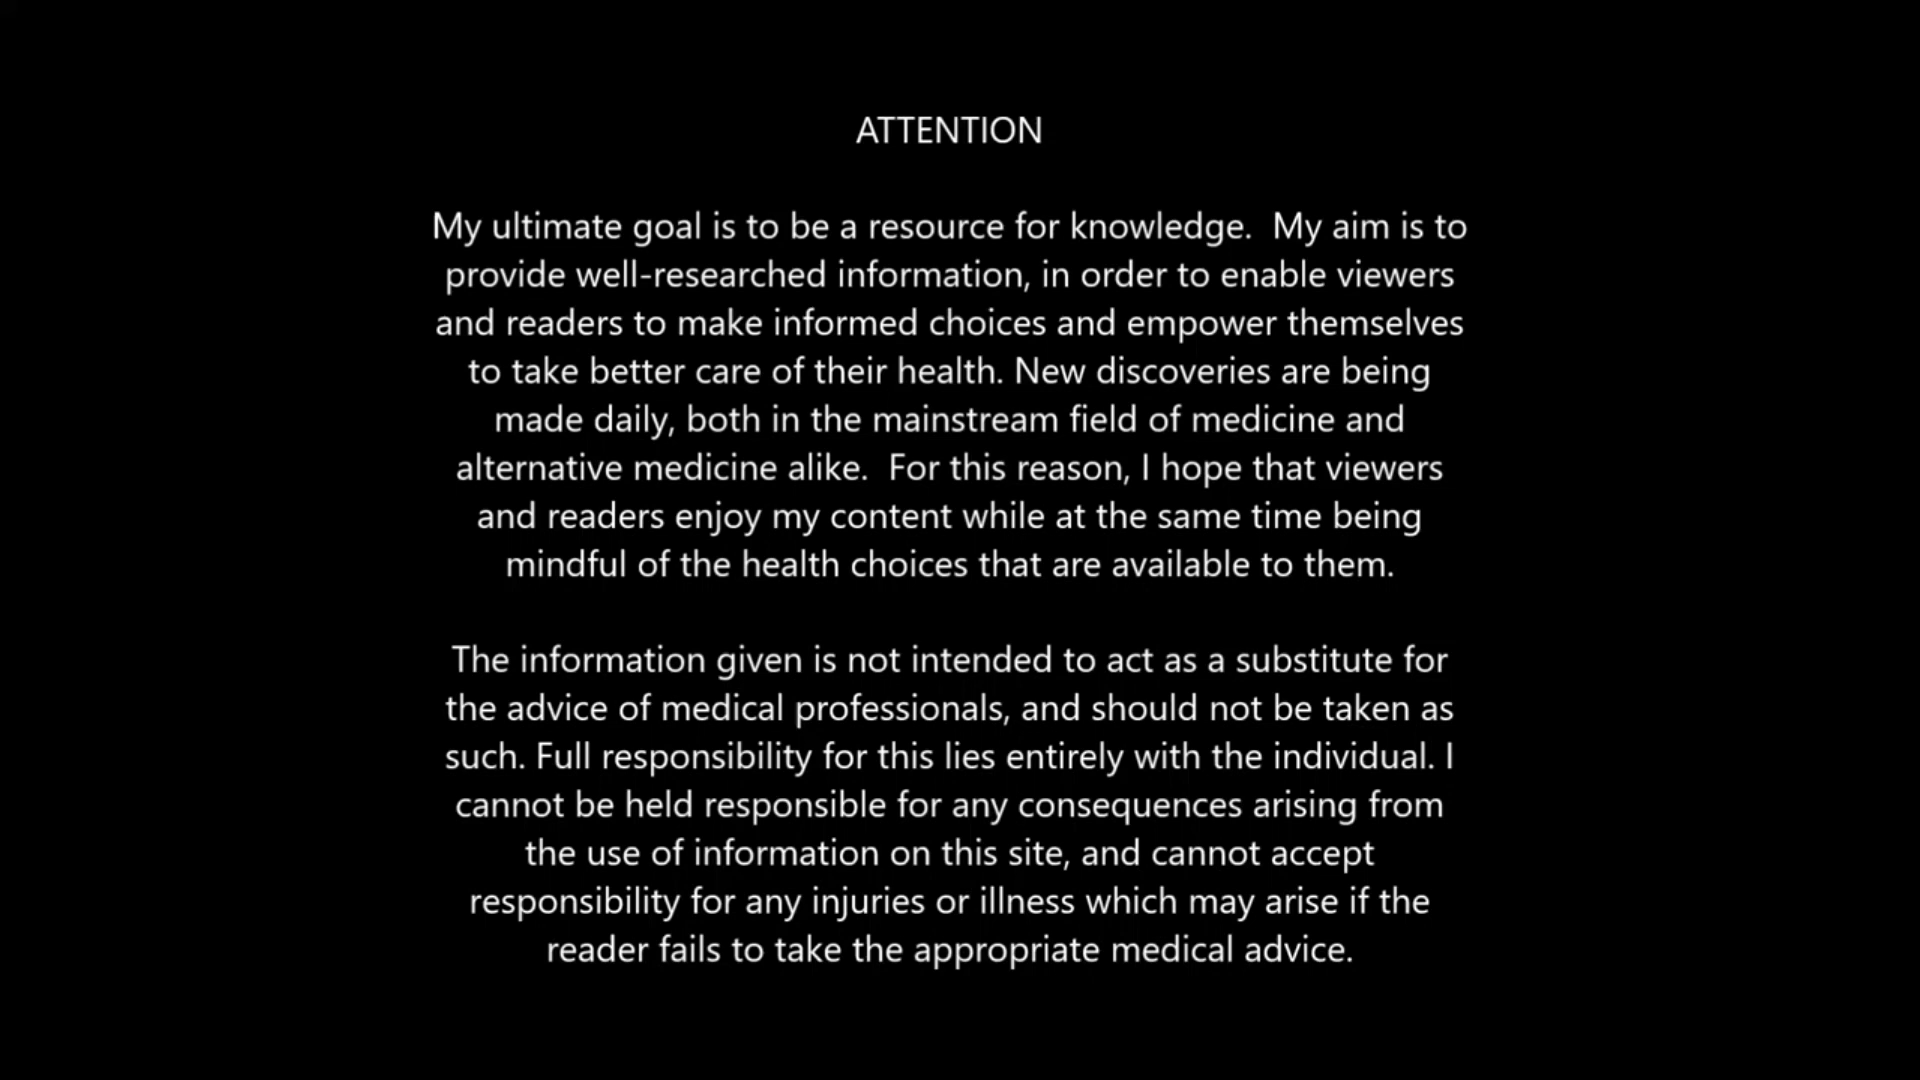 ATTENTION
My ultimate goal is to be a resource for knowledge.  My aim is to
provide well-researched information, in order to enable viewers
and readers to make informed choices and empower themselves
to take better care of their health. New discoveries are being
made daily, both in the mainstream field of medicine and
alternative medicine alike.  For this reason, I hope that viewers
and readers enjoy my content while at the same time being
mindful of the health choices that are available to them.
The information given is not intended to act as a substitute for
the advice of medical professionals, and should not be taken as
such. Full responsibility for this lies entirely with the individual. I
cannot be held responsible for any consequences arising from
the use of information on this site, and cannot accept
responsibility for any injuries or illness which may arise if the
reader fails to take the appropriate medical advice.